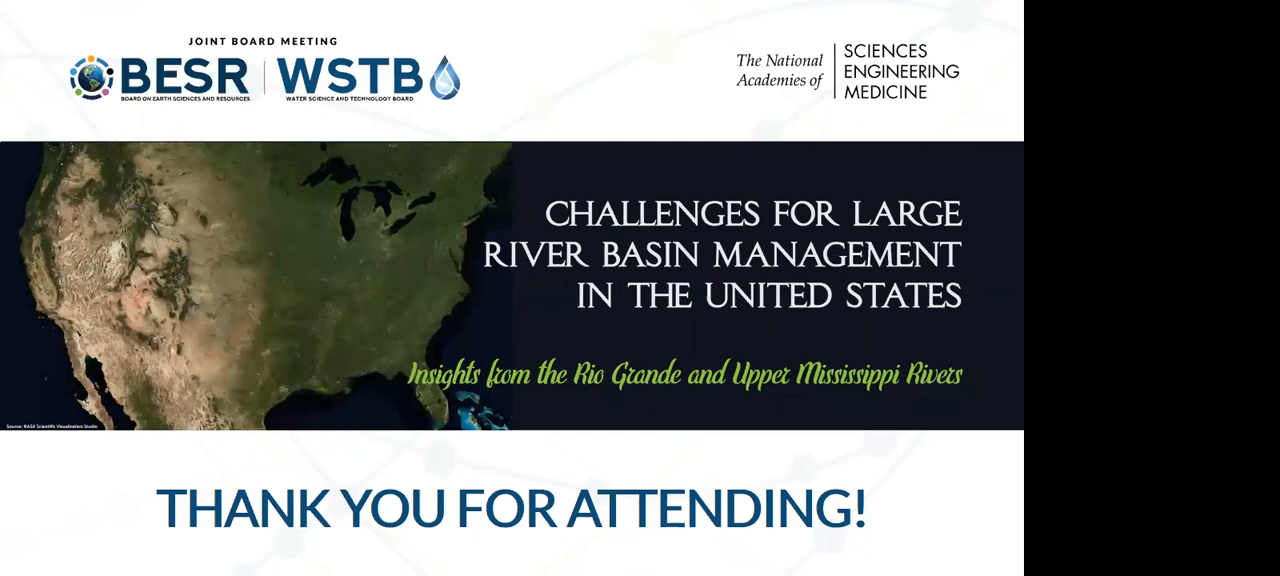 JOINT BOARD MEETING
BESR | WSTB
BOARD ON EARTH SCIENCES AND RESOURCES
WATER SCIENCE AND TECHNOLOGY BOARD
The National
Academies of
SCIENCES
ENGINEERING
MEDICINE
CHALLENGES FOR LARGE
RIVER BASIN MANAGEMENT
IN THE UNITED STATES
Insights from the Rio Grande and Upper Mississippi Rivers
Source: NASA Scientific Visualization Studio
THANK YOU FOR ATTENDING!